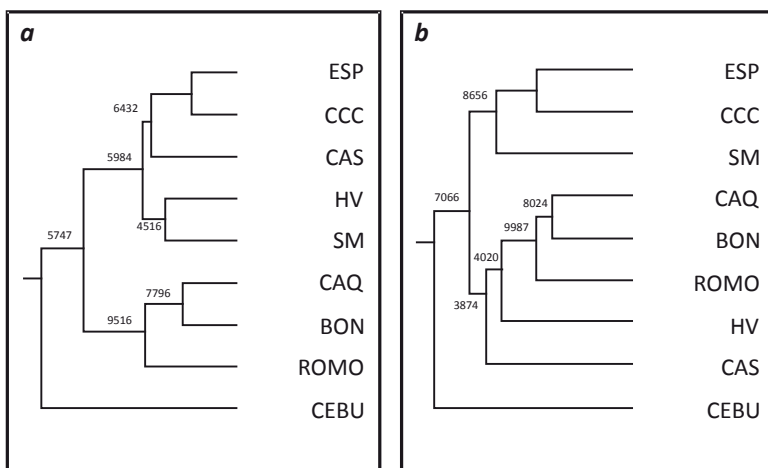 a
ESP
6432
CCC
5984
CAS
HV
4516
SM
5747
CAQ
7796
9516
BON
ROMO
CEBU
b
ESP
8656
CCC
SM
7066
CAQ
8024
9987
BON
4020
ROMO
3874
HV
CAS
CEBU